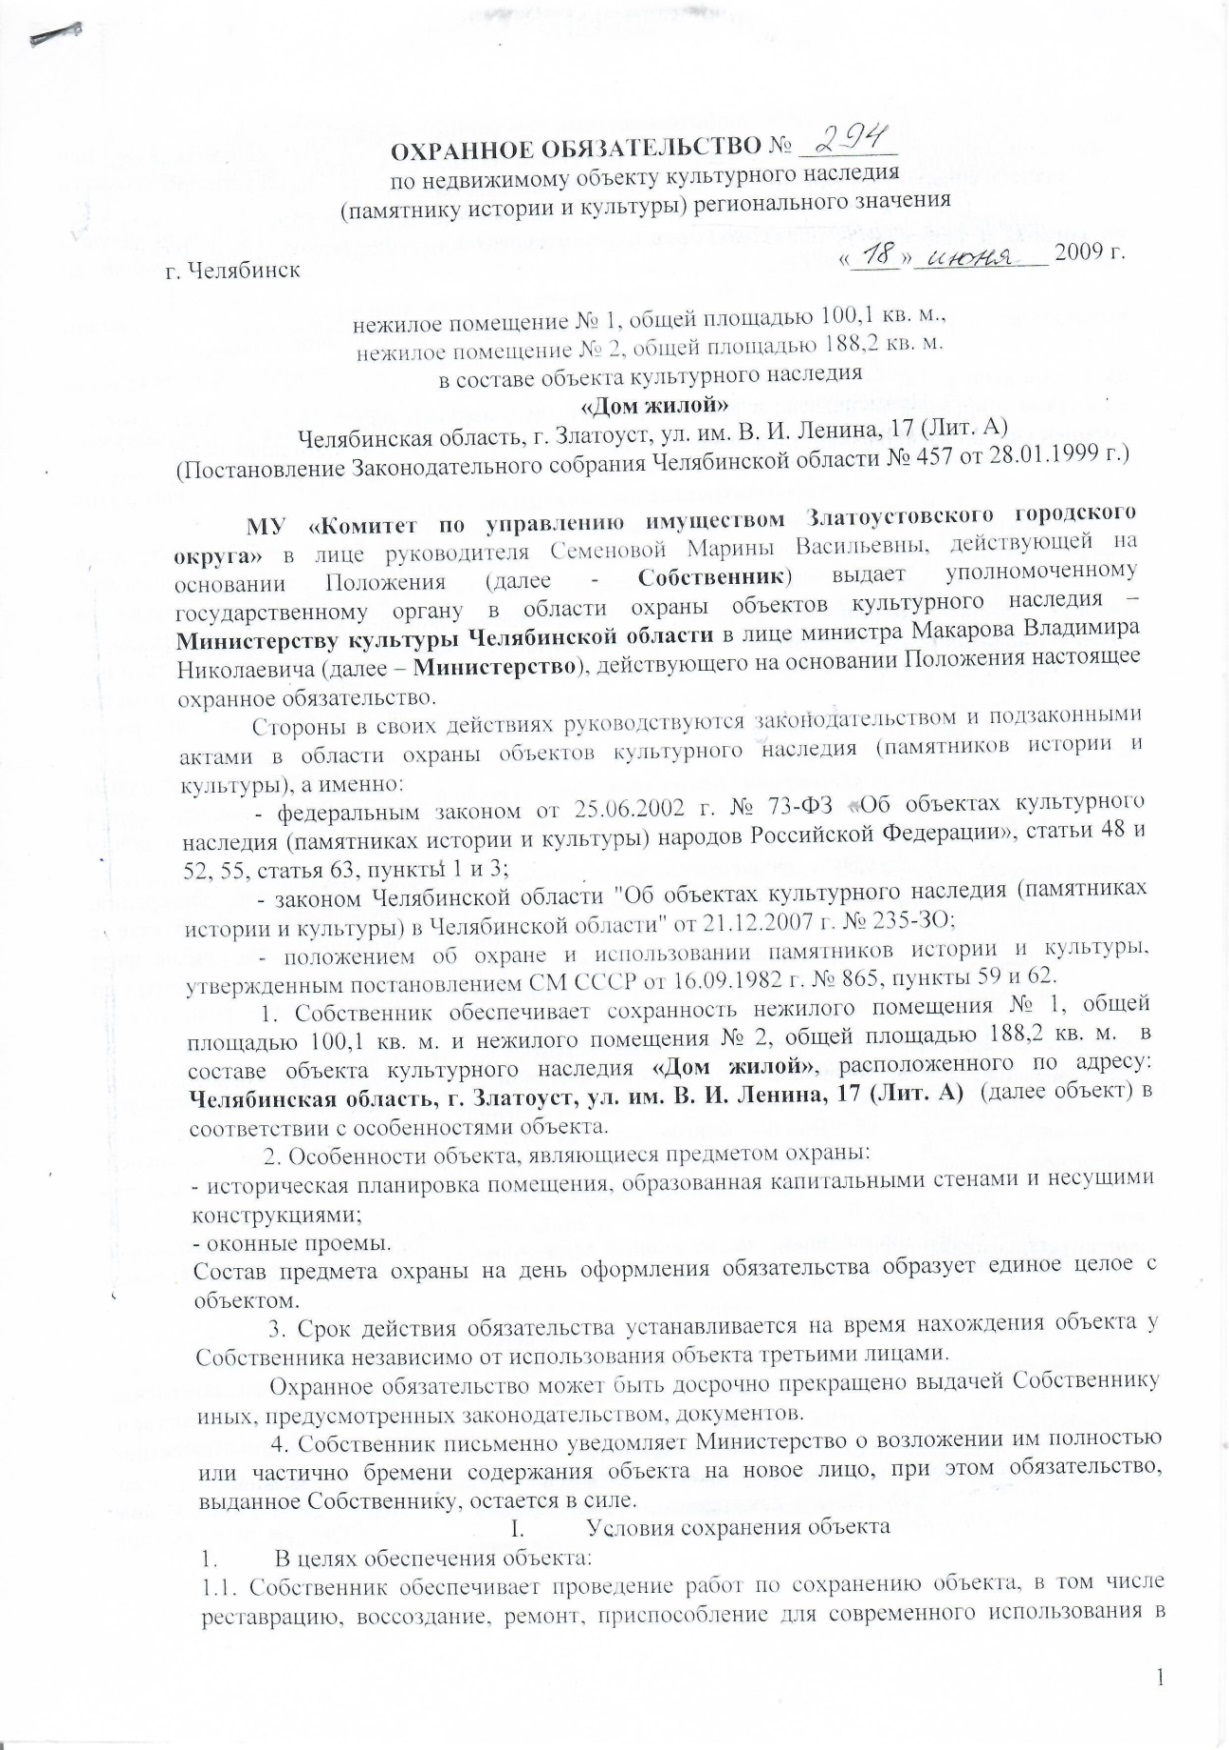 ОХРАННОЕ ОБЯЗАТЕЛЬСТВО № 294
по недвижимому объекту культурного наследия
(памятнику истории и культуры) регионального значения
г. Челябинск «18» июня 2009 г.
нежилое помещение № 1, общей площадью 100,1 кв. м.,
нежилое помещение № 2, общей площадью 188,2 кв. м.
в составе объекта культурного наследия
«Дом жилой»
Челябинская область, г. Златоуст, ул. им. В. И. Ленина, 17 (Лит. А)
(Постановление Законодательного собрания Челябинской области № 457 от 28.01.1999 г.)
МУ «Комитет по управлению имуществом Златоустовского городского
округа» в лице руководителя Семеновой Марины Васильевны, действующей на
основании Положения (далее - Собственник) выдает уполномоченному
государственному органу в области охраны объектов культурного наследия –
Министерству культуры Челябинской области в лице министра Макарова Владимира
Николаевича (далее – Министерство), действующего на основании Положения настоящее
охранное обязательство.
Стороны в своих действиях руководствуются законодательством и подзаконными
актами в области охраны объектов культурного наследия (памятников истории и
культуры), а именно:
- федеральным законом от 25.06.2002 г. № 73-ФЗ «Об объектах культурного
наследия (памятниках истории и культуры) народов Российской Федерации», статьи 48 и
52, 55, статья 63, пункты 1 и 3;
- законом Челябинской области "Об объектах культурного наследия (памятниках
истории и культуры) в Челябинской области" от 21.12.2007 г. № 235-ЗО;
- положением об охране и использовании памятников истории и культуры,
утвержденным постановлением СМ СССР от 16.09.1982 г. № 865, пункты 59 и 62.
1. Собственник обеспечивает сохранность нежилого помещения № 1, общей
площадью 100,1 кв. м. и нежилого помещения № 2, общей площадью 188,2 кв. м. в
составе объекта культурного наследия «Дом жилой», расположенного по адресу:
Челябинская область, г. Златоуст, ул. им. В. И. Ленина, 17 (Лит. А) (далее объект) в
соответствии с особенностями объекта.
2. Особенности объекта, являющиеся предметом охраны:
- историческая планировка помещения, образованная капитальными стенами и несущими
конструкциями;
- оконные проемы.
Состав предмета охраны на день оформления обязательства образует единое целое с
объектом.
3. Срок действия обязательства устанавливается на время нахождения объекта у
Собственника независимо от использования объекта третьими лицами.
Охранное обязательство может быть досрочно прекращено выдачей Собственнику
иных, предусмотренных законодательством, документов.
4. Собственник письменно уведомляет Министерство о возложении им полностью
или частично бремени содержания объекта на новое лицо, при этом обязательство,
выданное Собственнику, остается в силе.
I. Условия сохранения объекта
1. В целях обеспечения объекта:
1.1. Собственник обеспечивает проведение работ по сохранению объекта, в том числе
реставрацию, воссоздание, ремонт, приспособление для современного использования в
1